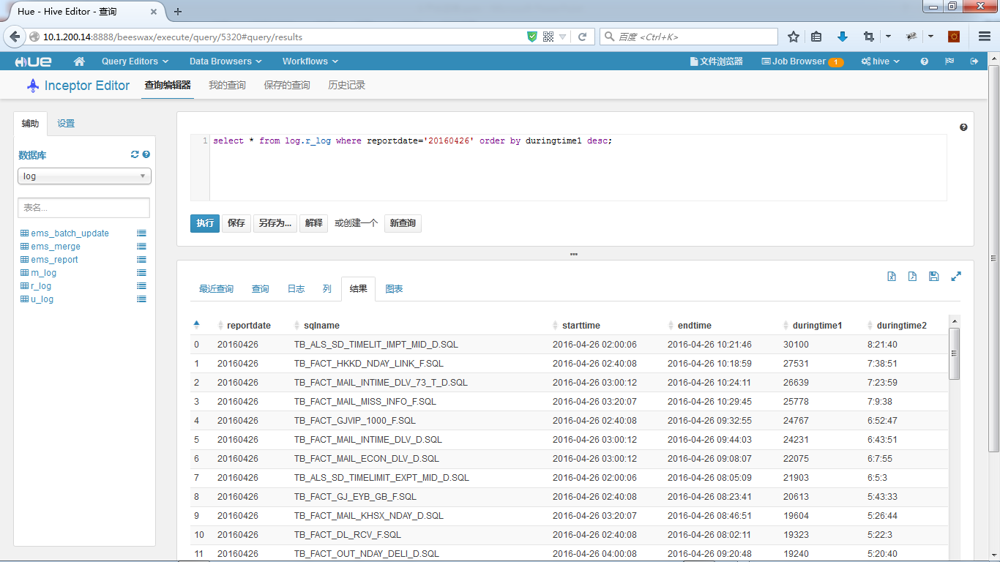 Hue - Hive Editor - 查询
10.1.200.14:8888/beeswax/execute/query/5320#query/results
百度 <Ctrl+K>
HUE Query Editors Data Browsers Workflows 文件浏览器 Job Browser 1 hive
Inceptor Editor 查询编辑器 我的查询 保存的查询 历史记录
辅助 设置
数据库
log
表名...
ems_batch_update
ems_merge
ems_report
m_log
r_log
u_log
1 select * from log.r_log where reportdate='20160426' order by duringtime1 desc;
执行 保存 另存为... 解释 或创建一个 新查询
最近查询 查询 日志 列 结果 图表
reportdate sqlname starttime endtime duringtime1 duringtime2
0 20160426 TB_ALS_SD_TIMELIT_IMPT_MID_D.SQL 2016-04-26 02:00:06 2016-04-26 10:21:46 30100 8:21:40
1 20160426 TB_FACT_HKKD_NDAY_LINK_F.SQL 2016-04-26 02:40:08 2016-04-26 10:18:59 27531 7:38:51
2 20160426 TB_FACT_MAIL_INTIME_DLV_73_T_D.SQL 2016-04-26 03:00:12 2016-04-26 10:24:11 26639 7:23:59
3 20160426 TB_FACT_MAIL_MISS_INFO_F.SQL 2016-04-26 03:20:07 2016-04-26 10:29:45 25778 7:9:38
4 20160426 TB_FACT_GJVIP_1000_F.SQL 2016-04-26 02:40:08 2016-04-26 09:32:55 24767 6:52:47
5 20160426 TB_FACT_MAIL_INTIME_DLV_D.SQL 2016-04-26 03:00:12 2016-04-26 09:44:03 24231 6:43:51
6 20160426 TB_FACT_MAIL_ECON_DLV_D.SQL 2016-04-26 03:00:12 2016-04-26 09:08:07 22075 6:7:55
7 20160426 TB_ALS_SD_TIMELIMIT_EXPT_MID_D.SQL 2016-04-26 02:00:06 2016-04-26 08:05:09 21903 6:5:3
8 20160426 TB_FACT_GJ_EYB_GB_F.SQL 2016-04-26 02:40:08 2016-04-26 08:23:41 20613 5:43:33
9 20160426 TB_FACT_MAIL_KHSX_NDAY_D.SQL 2016-04-26 03:20:07 2016-04-26 08:46:51 19604 5:26:44
10 20160426 TB_FACT_DL_RCV_F.SQL 2016-04-26 02:40:08 2016-04-26 08:02:11 19323 5:22:3
11 20160426 TB_FACT_OUT_NDAY_DELI_D.SQL 2016-04-26 04:00:08 2016-04-26 09:20:48 19240 5:20:40